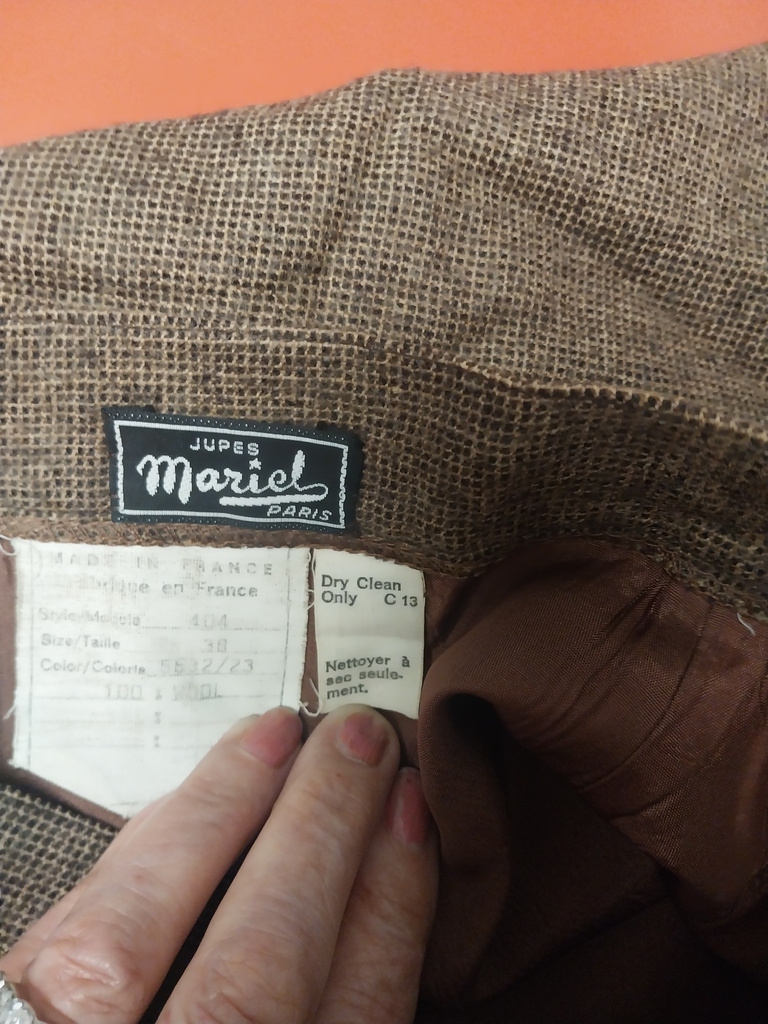 JUPES
Mariel
PARIS
MADE IN FRANCE
Fabrique en France
Style/Modele 404
Size/Taille 38
Color/Coloris 5632/23
100 % WOOL
%
%
Dry Clean
Only C 13
Nettoyer à
sec seule-
ment.